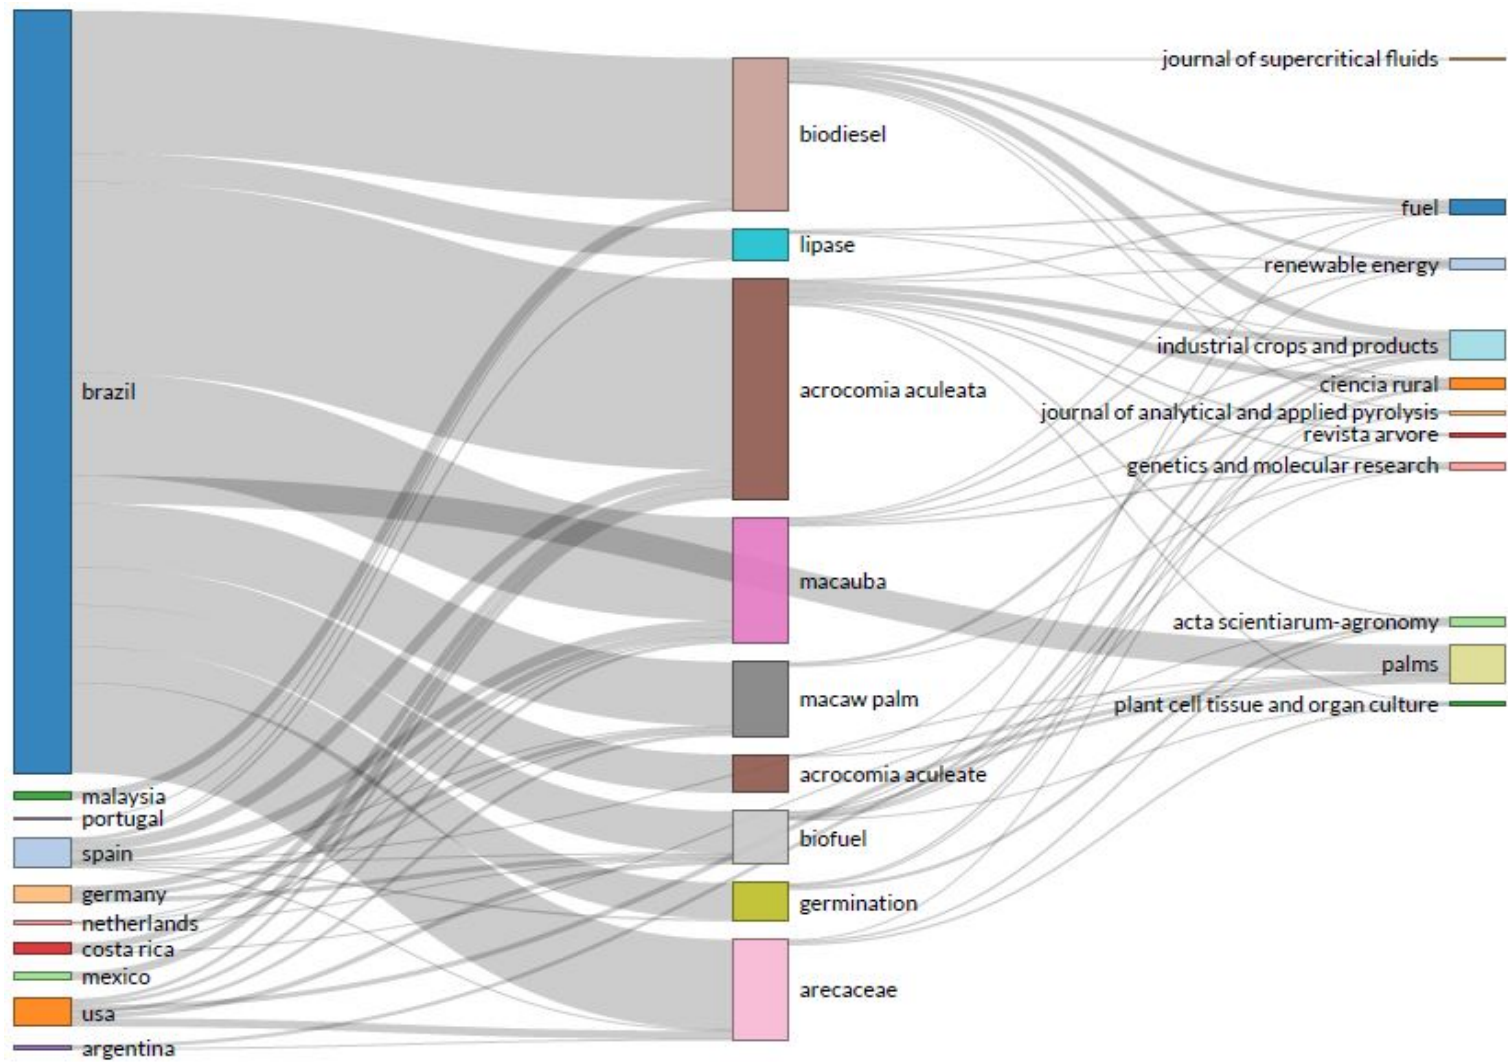 brazil
malaysia
portugal
spain
germany
netherlands
costa rica
mexico
usa
argentina
biodiesel
lipase
acrocomia aculeata
macauba
macaw palm
acrocomia aculeate
biofuel
germination
arecaceae
journal of supercritical fluids
fuel
renewable energy
industrial crops and products
ciencia rural
journal of analytical and applied pyrolysis
revista arvore
genetics and molecular research
acta scientiarum-agronomy
palms
plant cell tissue and organ culture